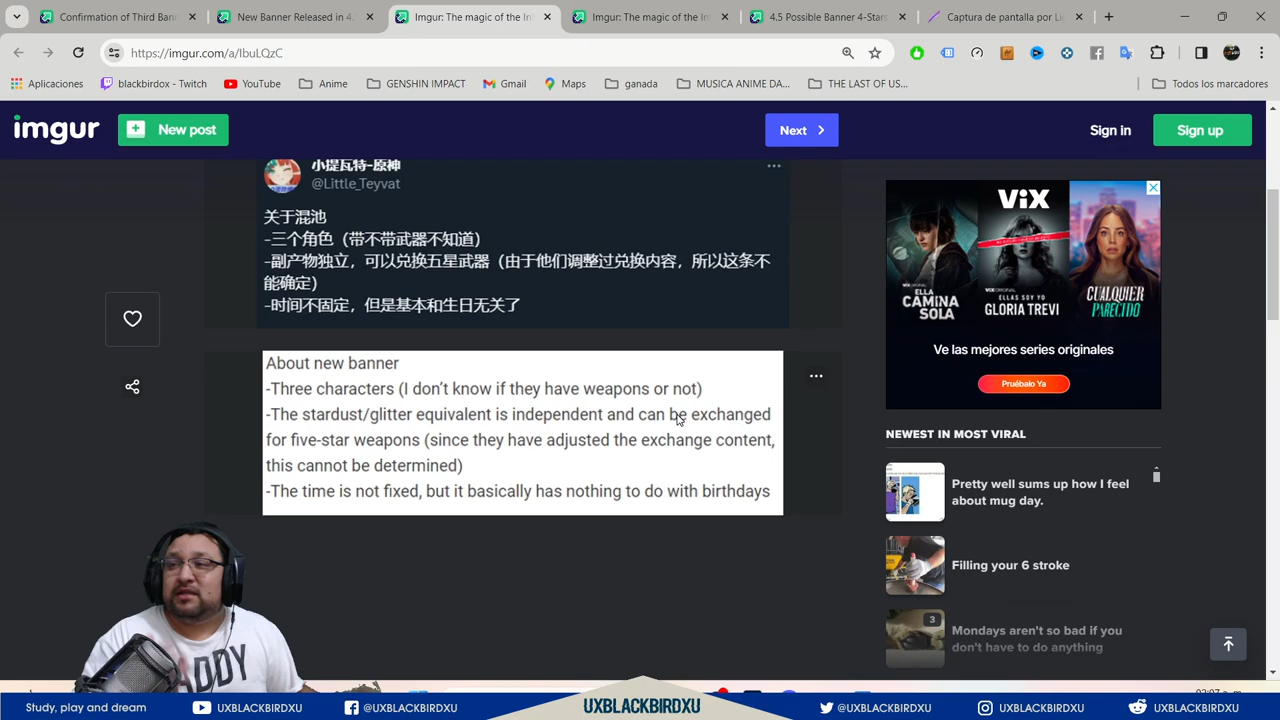 Confirmation of Third Bann
New Banner Released in 4.
Imgur: The magic of the In
Imgur: The magic of the In
4.5 Possible Banner 4-Stars
Captura de pantalla por Lie
https://imgur.com/a/IbuLQzC
Aplicaciones
blackbirdox - Twitch
YouTube
Anime
GENSHIN IMPACT
Gmail
Maps
ganada
MUSICA ANIME DA...
THE LAST OF US...
Todos los marcadores
imgur
New post
Next
Sign in
Sign up
小提瓦特-原神
@Little_Teyvat
关于混池
-三个角色（带不带武器不知道）
-副产物独立，可以兑换五星武器（由于他们调整过兑换内容，所以这条不
能确定）
-时间不固定，但是基本和生日无关了
About new banner
-Three characters (I don't know if they have weapons or not)
-The stardust/glitter equivalent is independent and can be exchanged
for five-star weapons (since they have adjusted the exchange content,
this cannot be determined)
-The time is not fixed, but it basically has nothing to do with birthdays
ViX
VIX ORIGINAL
ELLA
CAMINA
SOLA
ELLAS SOY YO
GLORIA TREVI
CUALQUIER
PARECIDO
Ve las mejores series originales
Pruébalo Ya
NEWEST IN MOST VIRAL
Pretty well sums up how I feel
about mug day.
Filling your 6 stroke
3
Mondays aren't so bad if you
don't have to do anything
ADDY
Study, play and dream
UXBLACKBIRDXU
@UXBLACKBIRDXU
UXBLACKBIRDXU
@UXBLACKBIRDXU
UXBLACKBIRDXU
UXBLACKBIRDXU